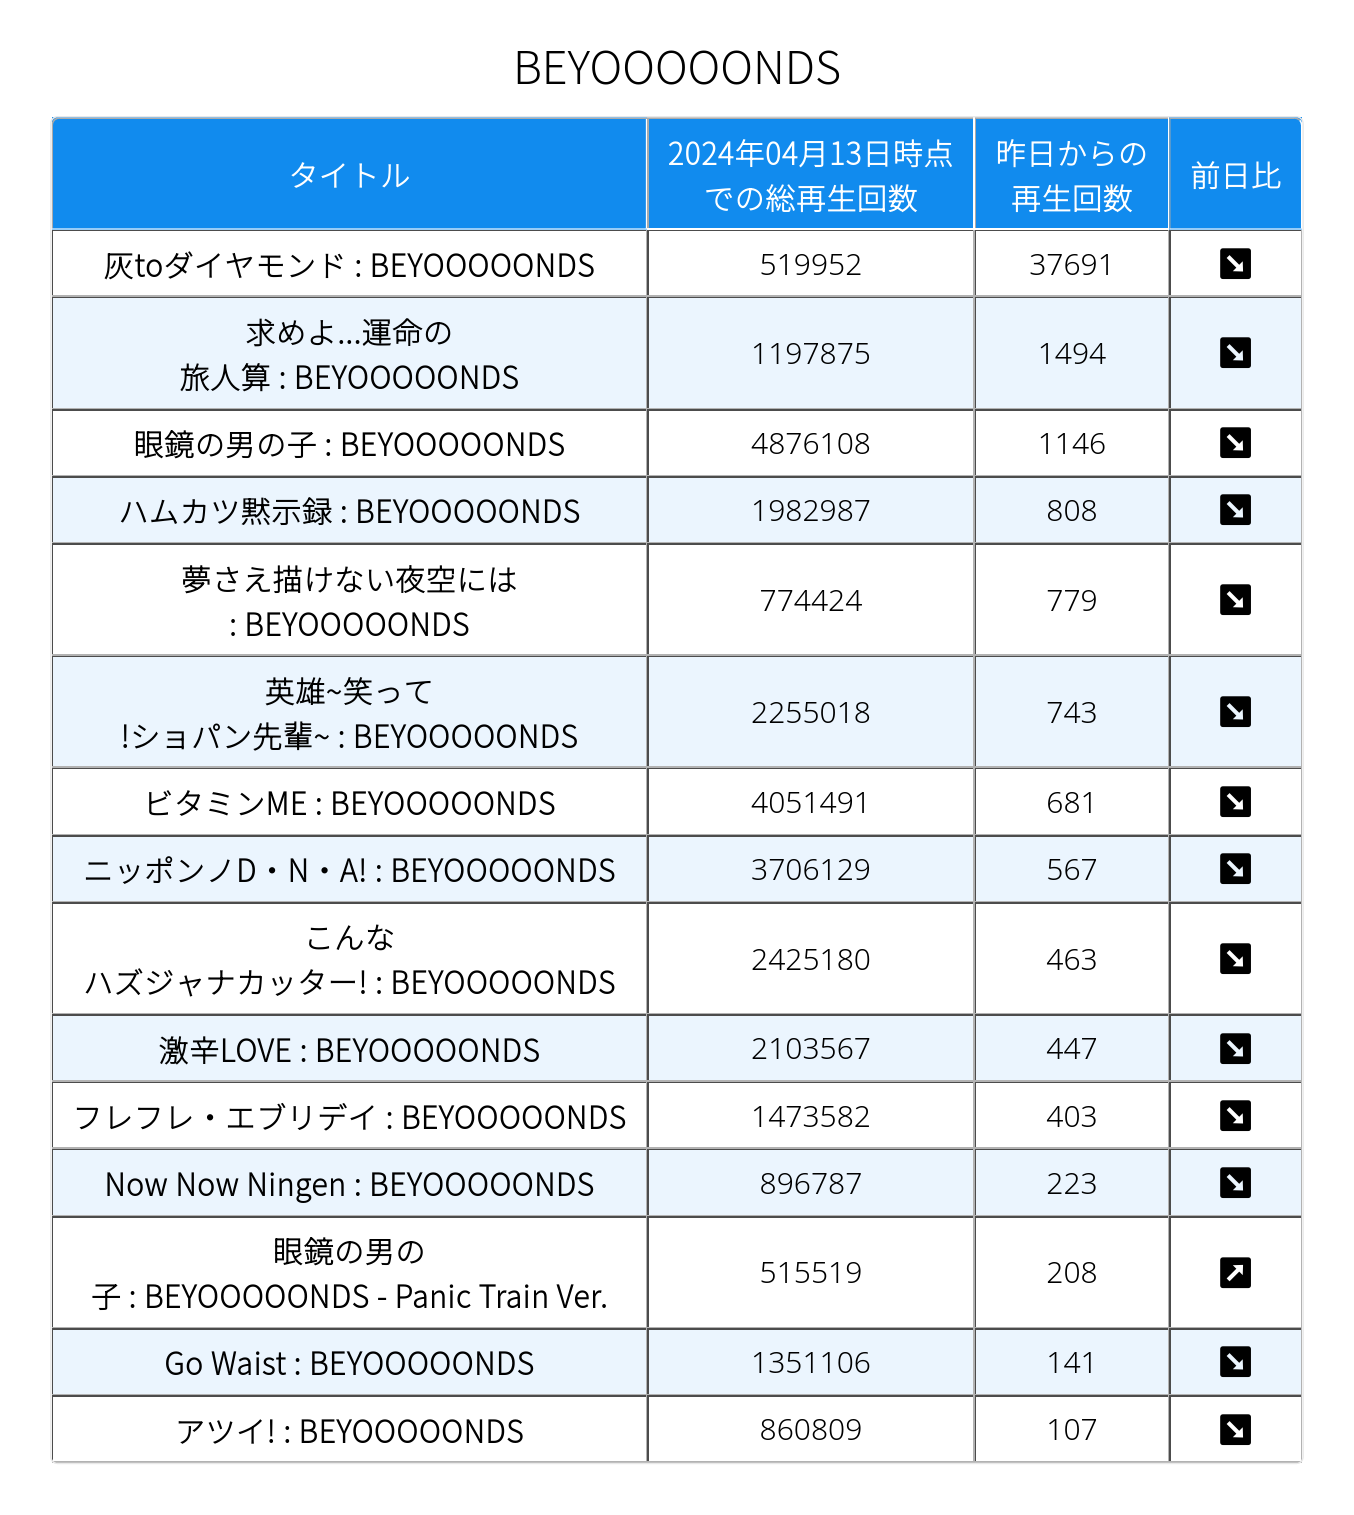 BEYOOOOONDS
タイトル
2024年04月13日時点
での総再生回数
昨日からの
再生回数
前日比
灰toダイヤモンド : BEYOOOOONDS
519952
37691
求めよ...運命の
旅人算 : BEYOOOOONDS
1197875
1494
眼鏡の男の子 : BEYOOOOONDS
4876108
1146
ハムカツ黙示録 : BEYOOOOONDS
1982987
808
夢さえ描けない夜空には
: BEYOOOOONDS
774424
779
英雄~笑って
!ショパン先輩~ : BEYOOOOONDS
2255018
743
ビタミンME : BEYOOOOONDS
4051491
681
ニッポンノD・N・A! : BEYOOOOONDS
3706129
567
こんな
ハズジャナカッター! : BEYOOOOONDS
2425180
463
激辛LOVE : BEYOOOOONDS
2103567
447
フレフレ・エブリデイ : BEYOOOOONDS
1473582
403
Now Now Ningen : BEYOOOOONDS
896787
223
眼鏡の男の
子 : BEYOOOOONDS - Panic Train Ver.
515519
208
Go Waist : BEYOOOOONDS
1351106
141
アツイ! : BEYOOOOONDS
860809
107